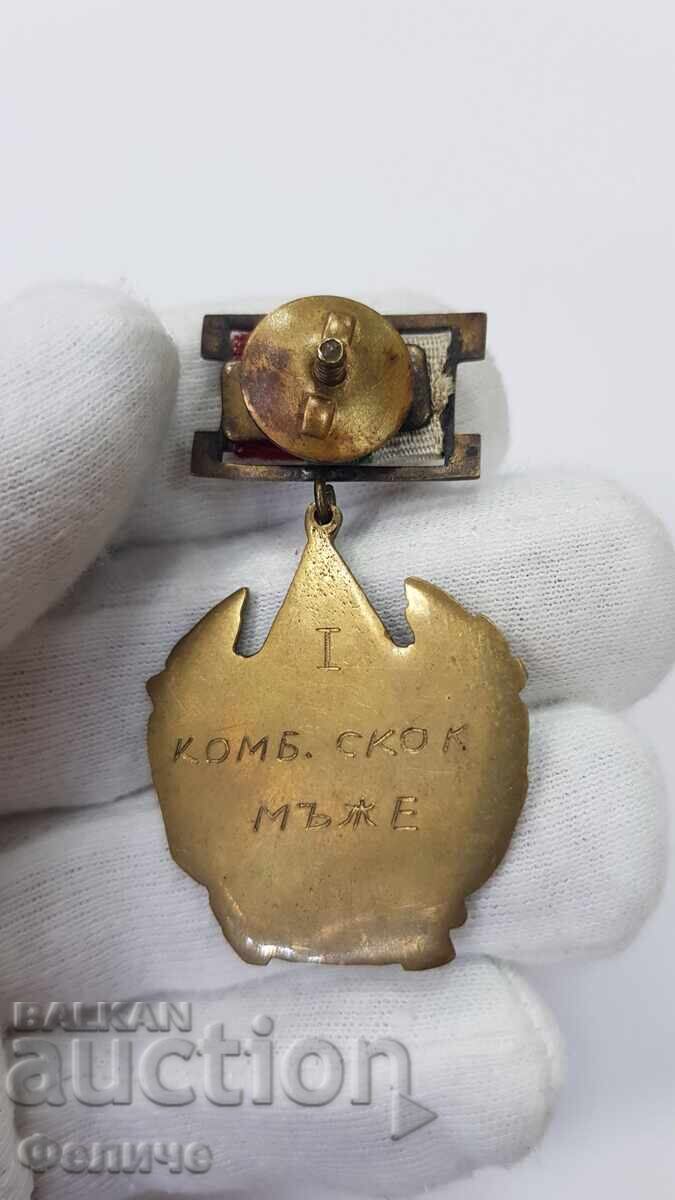 I
КОМБ. СКОК
МЪЖЕ
BALKAN
auction
Феличе